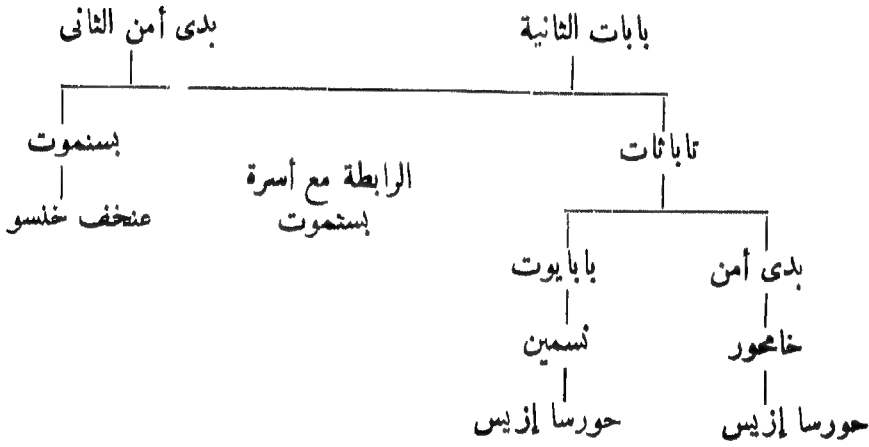 بابات الثانية
بدى أمن الثانى
تاباثات
بسنموت
الرابطة مع أسرة
بسنموت
عنخف خنسو
بدى أمن
بابايوت
خامحور
نسمين
حورسا إزيس
حورسا إزيس